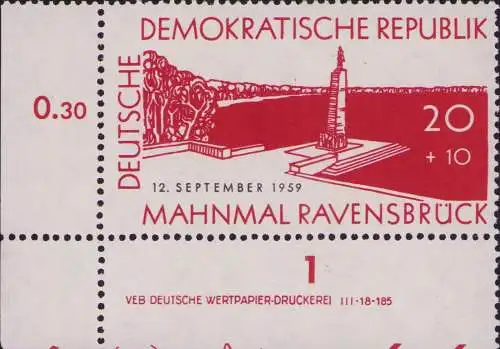 DEMOKRATISCHE REPUBLIK
DEUTSCHE
0.30
20
+ 10
12. SEPTEMBER 1959
MAHNMAL RAVENSBRÜCK
1
VEB DEUTSCHE WERTPAPIER-DRUCKEREI III-18-185